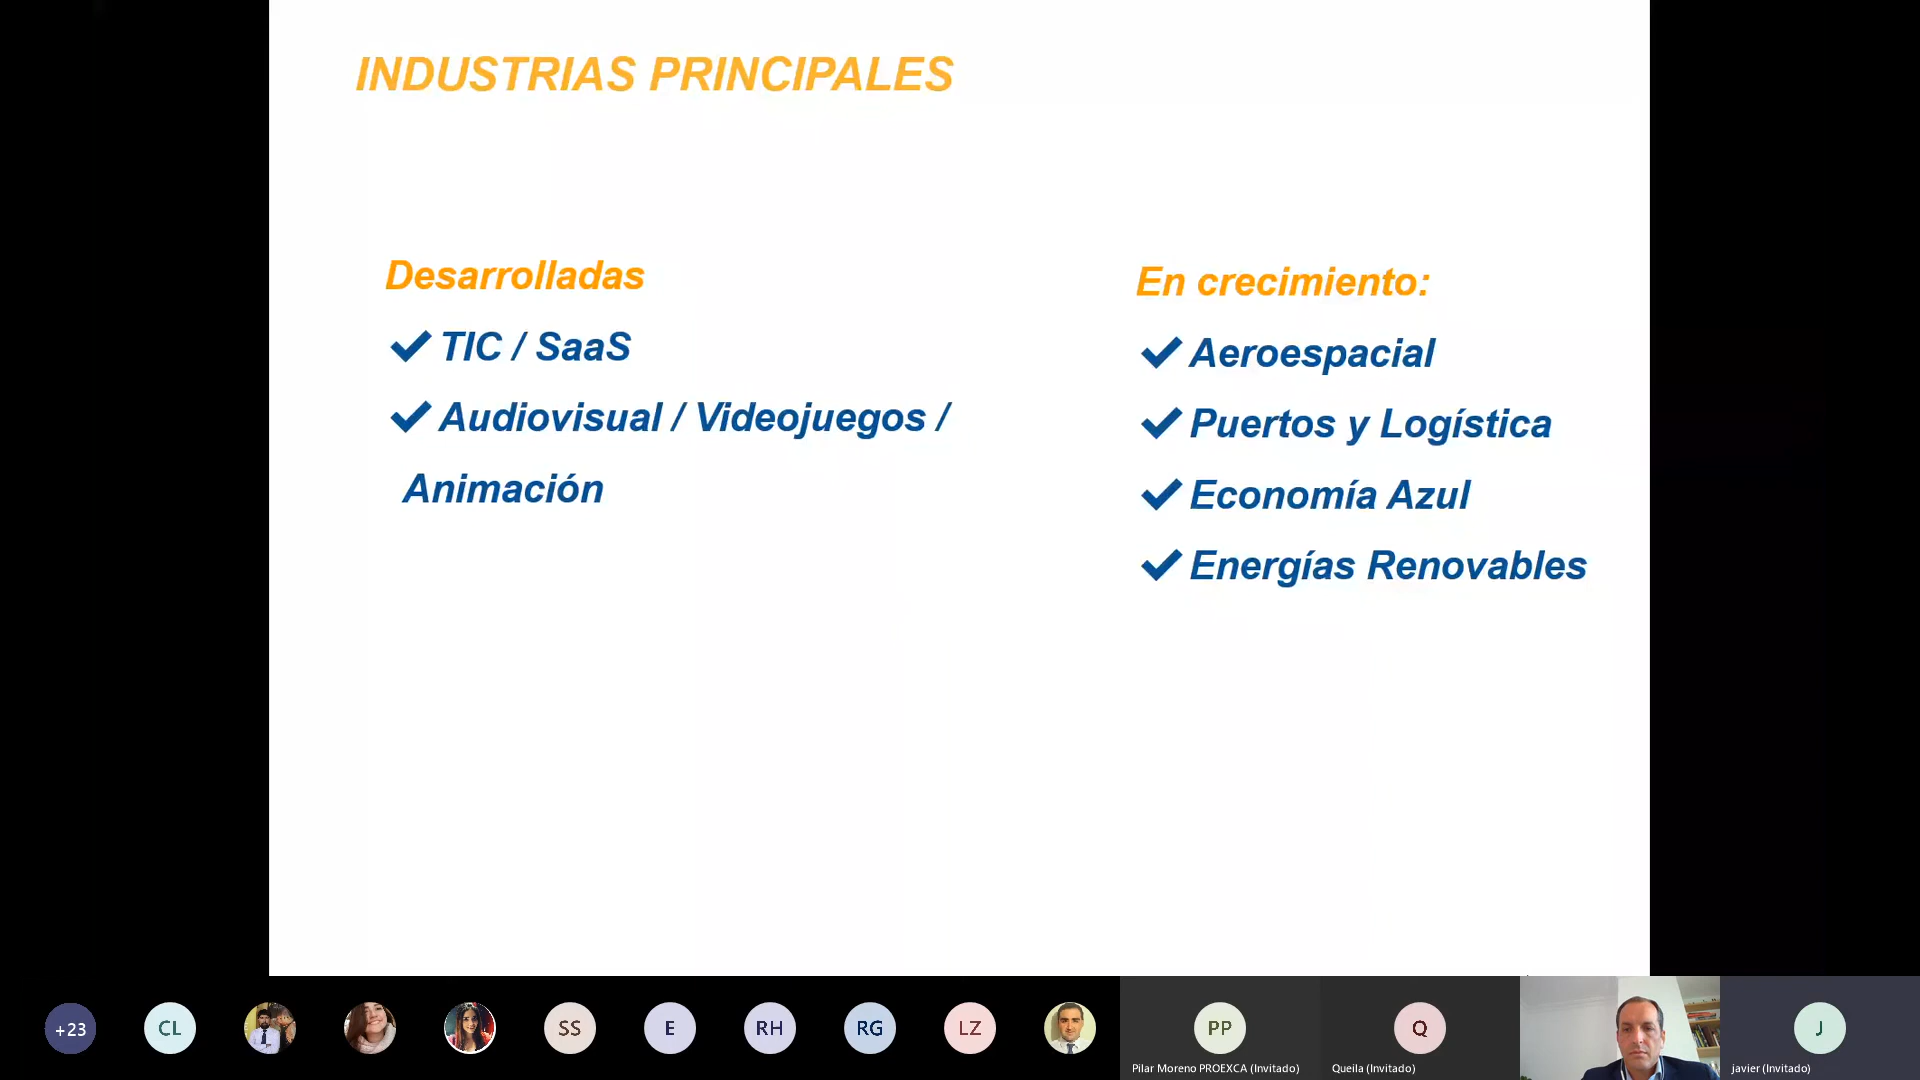 INDUSTRIAS PRINCIPALES
Desarrolladas
TIC / SaaS
Audiovisual / Videojuegos /
Animación
En crecimiento:
Aeroespacial
Puertos y Logística
Economía Azul
Energías Renovables
+23
CL
SS
E
RH
RG
LZ
PP
Pilar Moreno PROEXCA (Invitado)
Q
Queila (Invitado)
J
javier (Invitado)